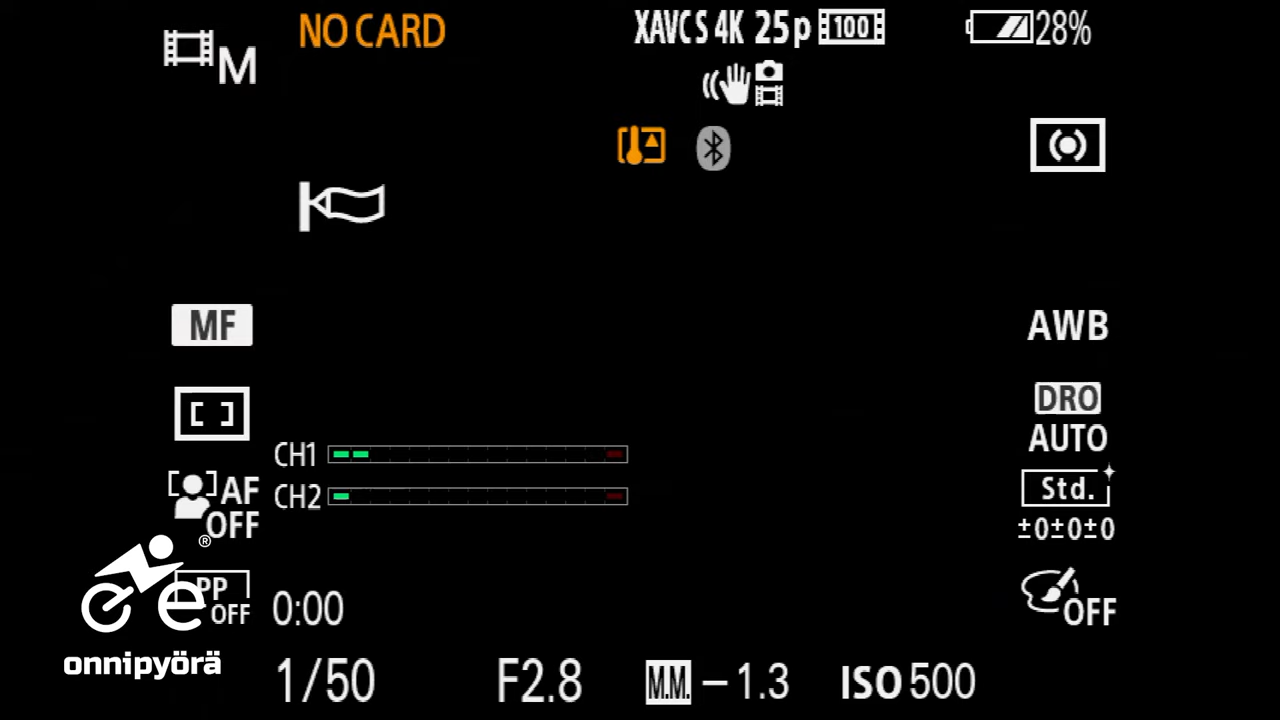 M
NO CARD
XAVC S 4K 25p 100
28%
MF
AWB
DRO
AUTO
CH1
CH2
AF
OFF
Std.
±0±0±0
PP
OFF
0:00
OFF
e®
onnipyörä
1/50
F2.8
M.M. −1.3
ISO 500